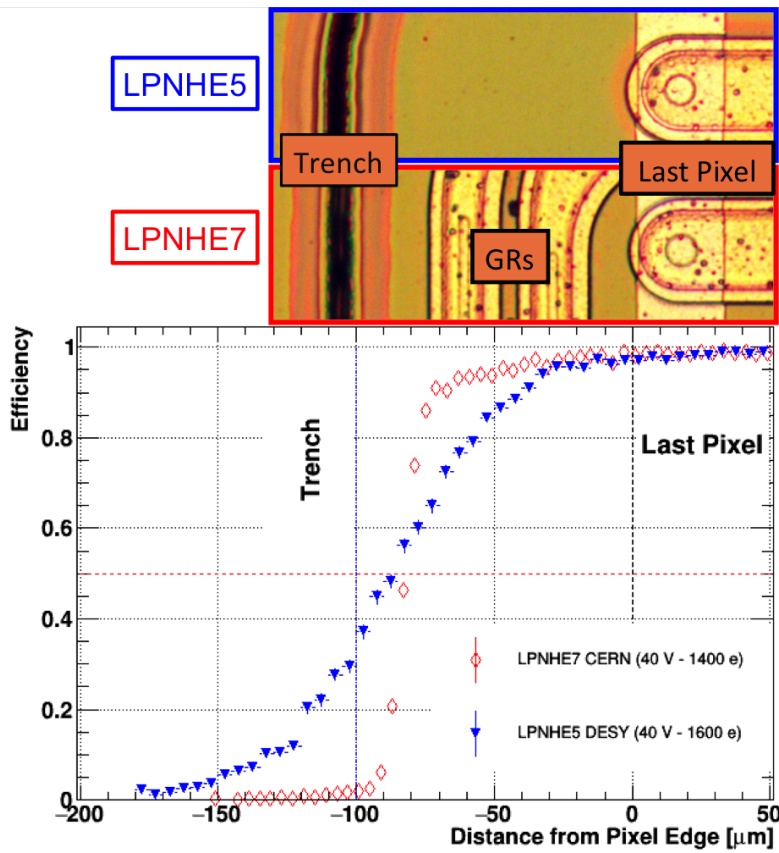 LPNHE5
Trench
Last Pixel
LPNHE7
GRs
Efficiency
1
0.8
0.6
0.4
0.2
0
Trench
Last Pixel
LPNHE7 CERN (40 V - 1400 e)
LPNHE5 DESY (40 V - 1600 e)
−200
−150
−100
−50
0
50
Distance from Pixel Edge [μm]